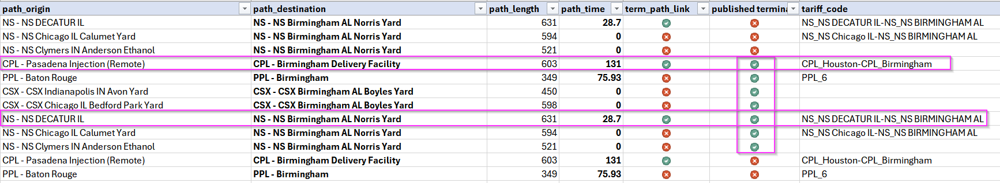 path_origin path_destination path_length path_time term_path_link published termina tariff_code
NS - NS DECATUR IL NS - NS Birmingham AL Norris Yard 631 28.7 NS_NS DECATUR IL-NS_NS BIRMINGHAM AL
NS - NS Chicago IL Calumet Yard NS - NS Birmingham AL Norris Yard 594 0 NS_NS Chicago IL-NS_NS BIRMINGHAM AL
NS - NS Clymers IN Anderson Ethanol NS - NS Birmingham AL Norris Yard 521 0
CPL - Pasadena Injection (Remote) CPL - Birmingham Delivery Facility 603 131 CPL_Houston-CPL_Birmingham
PPL - Baton Rouge PPL - Birmingham 349 75.93 PPL_6
CSX - CSX Indianapolis IN Avon Yard CSX - CSX Birmingham AL Boyles Yard 450 0
CSX - CSX Chicago IL Bedford Park Yard CSX - CSX Birmingham AL Boyles Yard 598 0
NS - NS DECATUR IL NS - NS Birmingham AL Norris Yard 631 28.7 NS_NS DECATUR IL-NS_NS BIRMINGHAM AL
NS - NS Chicago IL Calumet Yard NS - NS Birmingham AL Norris Yard 594 0 NS_NS Chicago IL-NS_NS BIRMINGHAM AL
NS - NS Clymers IN Anderson Ethanol NS - NS Birmingham AL Norris Yard 521 0
CPL - Pasadena Injection (Remote) CPL - Birmingham Delivery Facility 603 131 CPL_Houston-CPL_Birmingham
PPL - Baton Rouge PPL - Birmingham 349 75.93 PPL_6